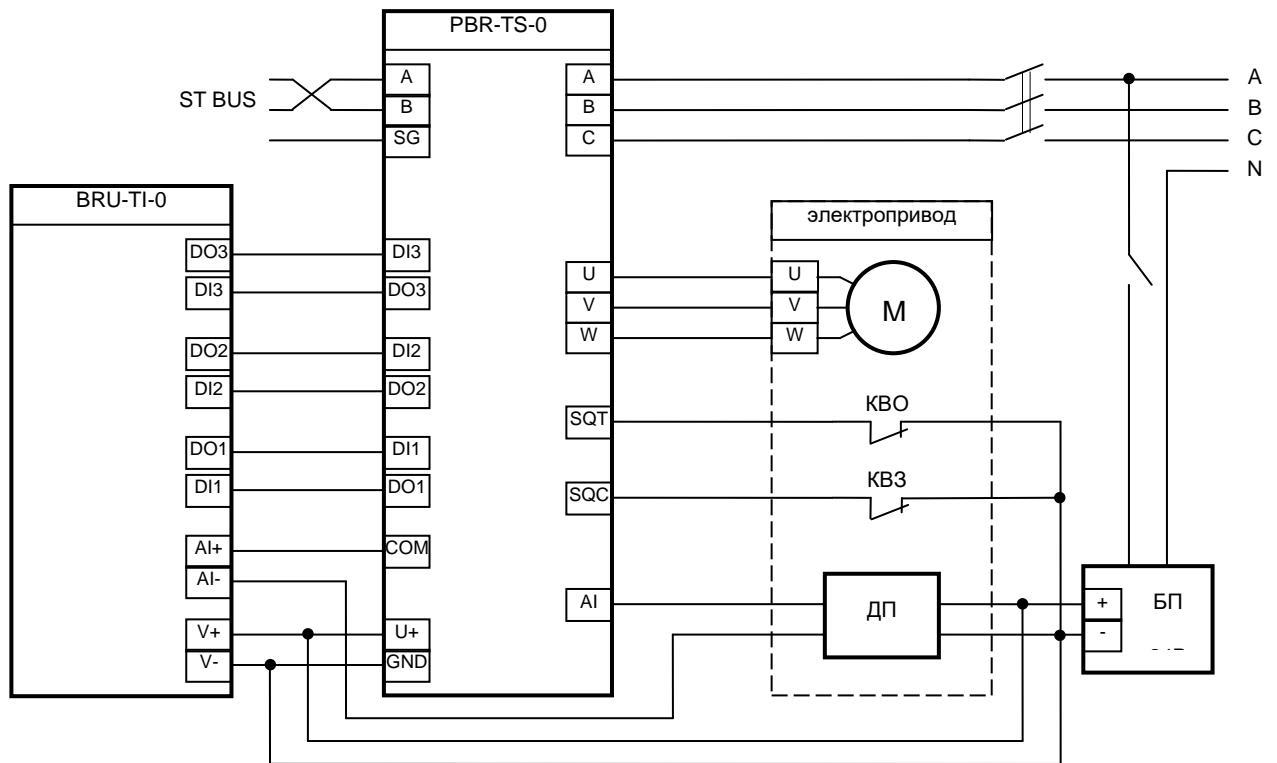 PBR-TS-0
ST BUS
A
B
SG
A
B
C
A
B
C
N
BRU-TI-0
DO3
DI3
DO2
DI2
DO1
DI1
AI+
AI-
V+
V-
DI3
DO3
DI2
DO2
DI1
DO1
COM
U+
GND
U
V
W
SQT
SQC
AI
электропривод
U
V
W
М
КВО
КВЗ
ДП
+
-
БП